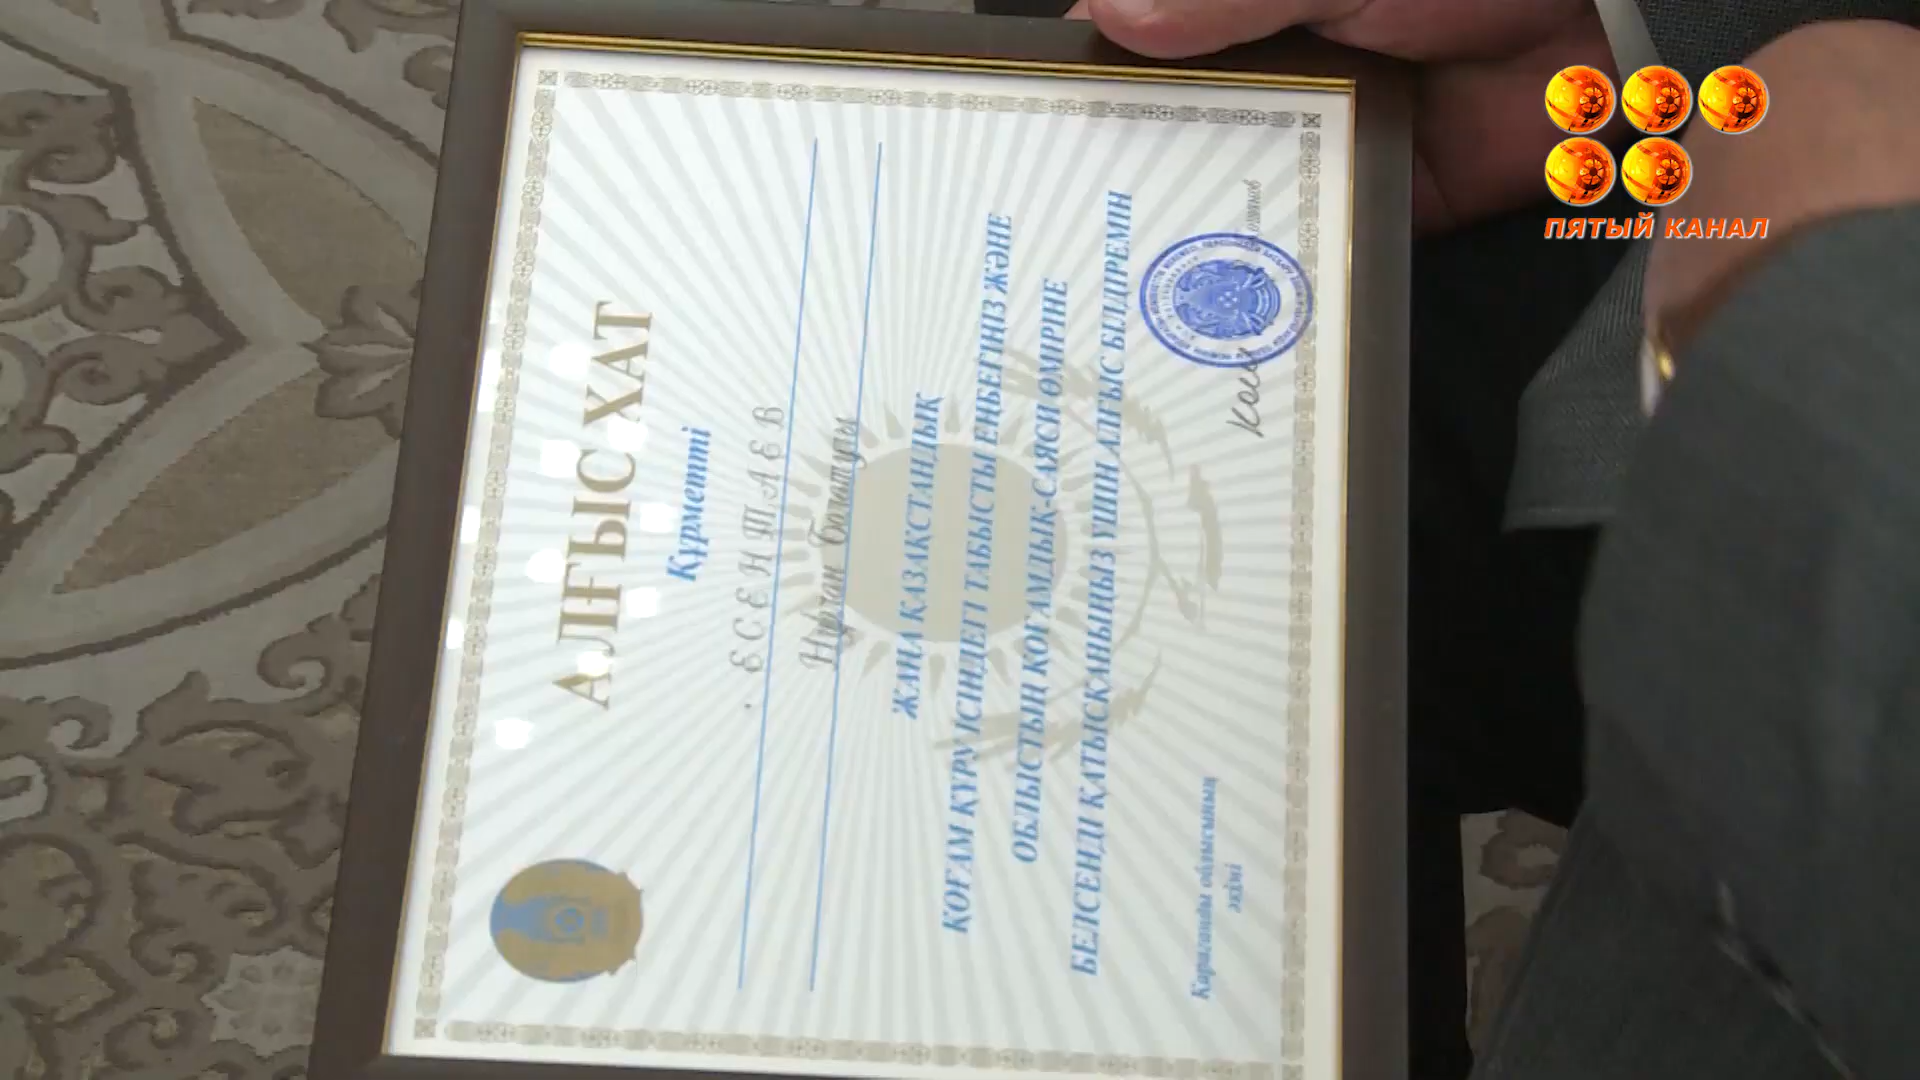 АЛҒЫС ХАТ
Құрметті
ЕСЕНТАЕВ
Нұрлан Болатұлы
ЖАҢА ҚАЗАҚСТАНДЫҚ
ҚОҒАМ ҚҰРУ ІСІНДЕГІ ТАБЫСТЫ ЕҢБЕГІҢІЗ ЖӘНЕ
ОБЛЫСТЫҢ ҚОҒАМДЫҚ-САЯСИ ӨМІРІНЕ
БЕЛСЕНДІ ҚАТЫСҚАНЫҢЫЗ ҮШІН АЛҒЫС БІЛДІРЕМІН
Қарағанды облысының
әкімі
ПЯТЫЙ КАНАЛ